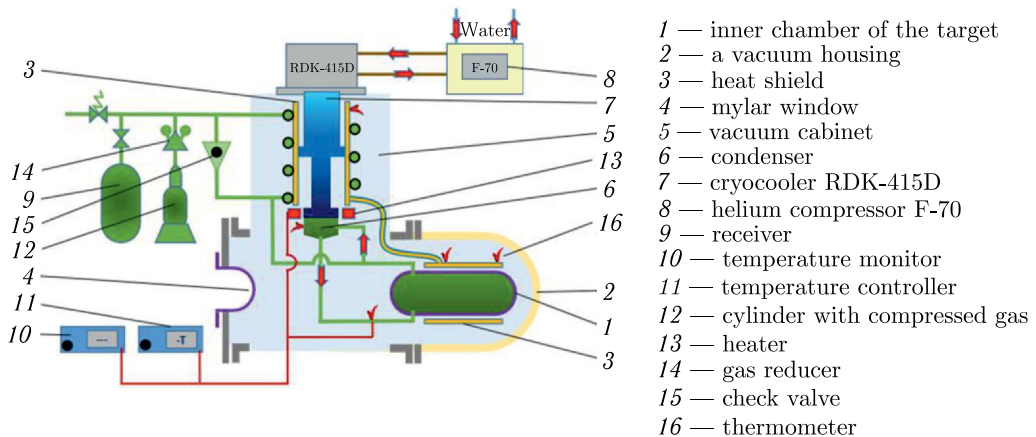 Water
RDK-415D
F-70
3
14
9
15
12
4
11
10
--- 
-T
8
7
5
13
6
16
2
1
3
1 — inner chamber of the target
2 — a vacuum housing
3 — heat shield
4 — mylar window
5 — vacuum cabinet
6 — condenser
7 — cryocooler RDK-415D
8 — helium compressor F-70
9 — receiver
10 — temperature monitor
11 — temperature controller
12 — cylinder with compressed gas
13 — heater
14 — gas reducer
15 — check valve
16 — thermometer